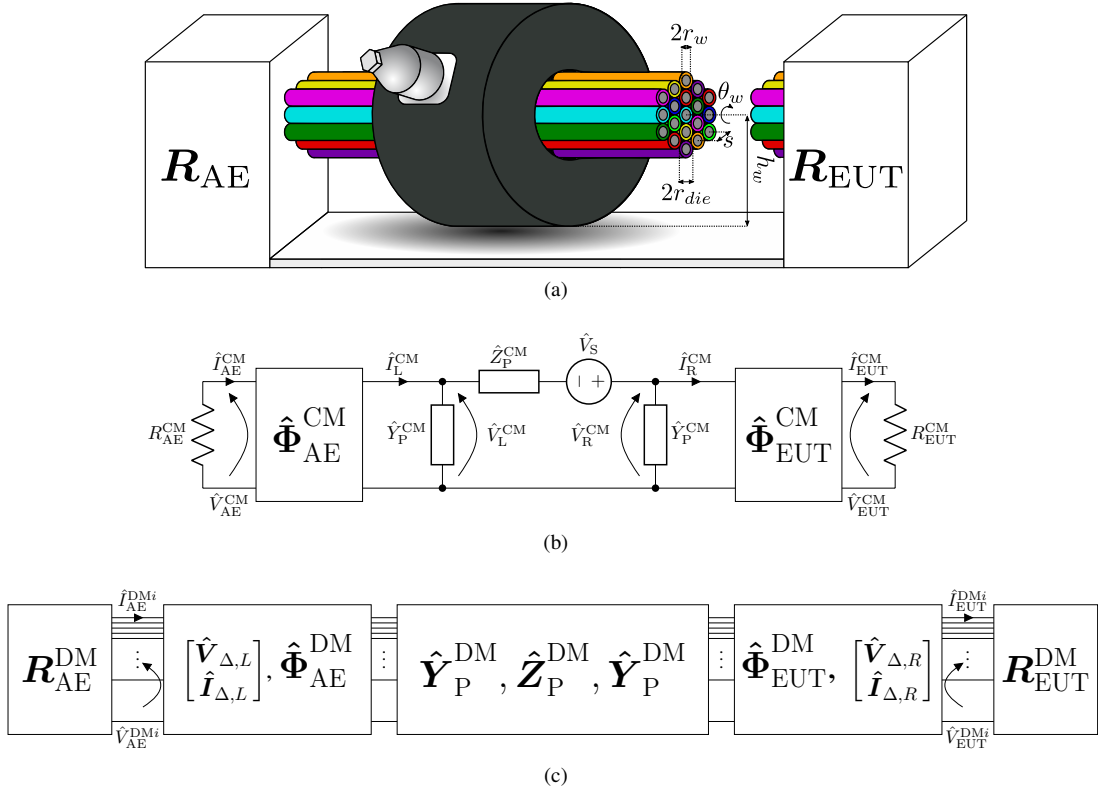 2r_w
θ_w
s
h_w
R_AE
R_EUT
2r_die
(a)
Î_AE^CM Î_L^CM Ẑ_P^CM V̂_S Î_R^CM Î_EUT^CM
R_AE^CM Φ̂_AE^CM Ŷ_P^CM V̂_L^CM V̂_R^CM Ŷ_P^CM Φ̂_EUT^CM R_EUT^CM
V̂_AE^CM V̂_EUT^CM
(b)
Î_AE^DMi Î_EUT^DMi
R_AE^DM [V̂_Δ,L Î_Δ,L], Φ̂_AE^DM Ŷ_P^DM, Ẑ_P^DM, Ŷ_P^DM Φ̂_EUT^DM, [V̂_Δ,R Î_Δ,R] R_EUT^DM
V̂_AE^DMi V̂_EUT^DMi
(c)